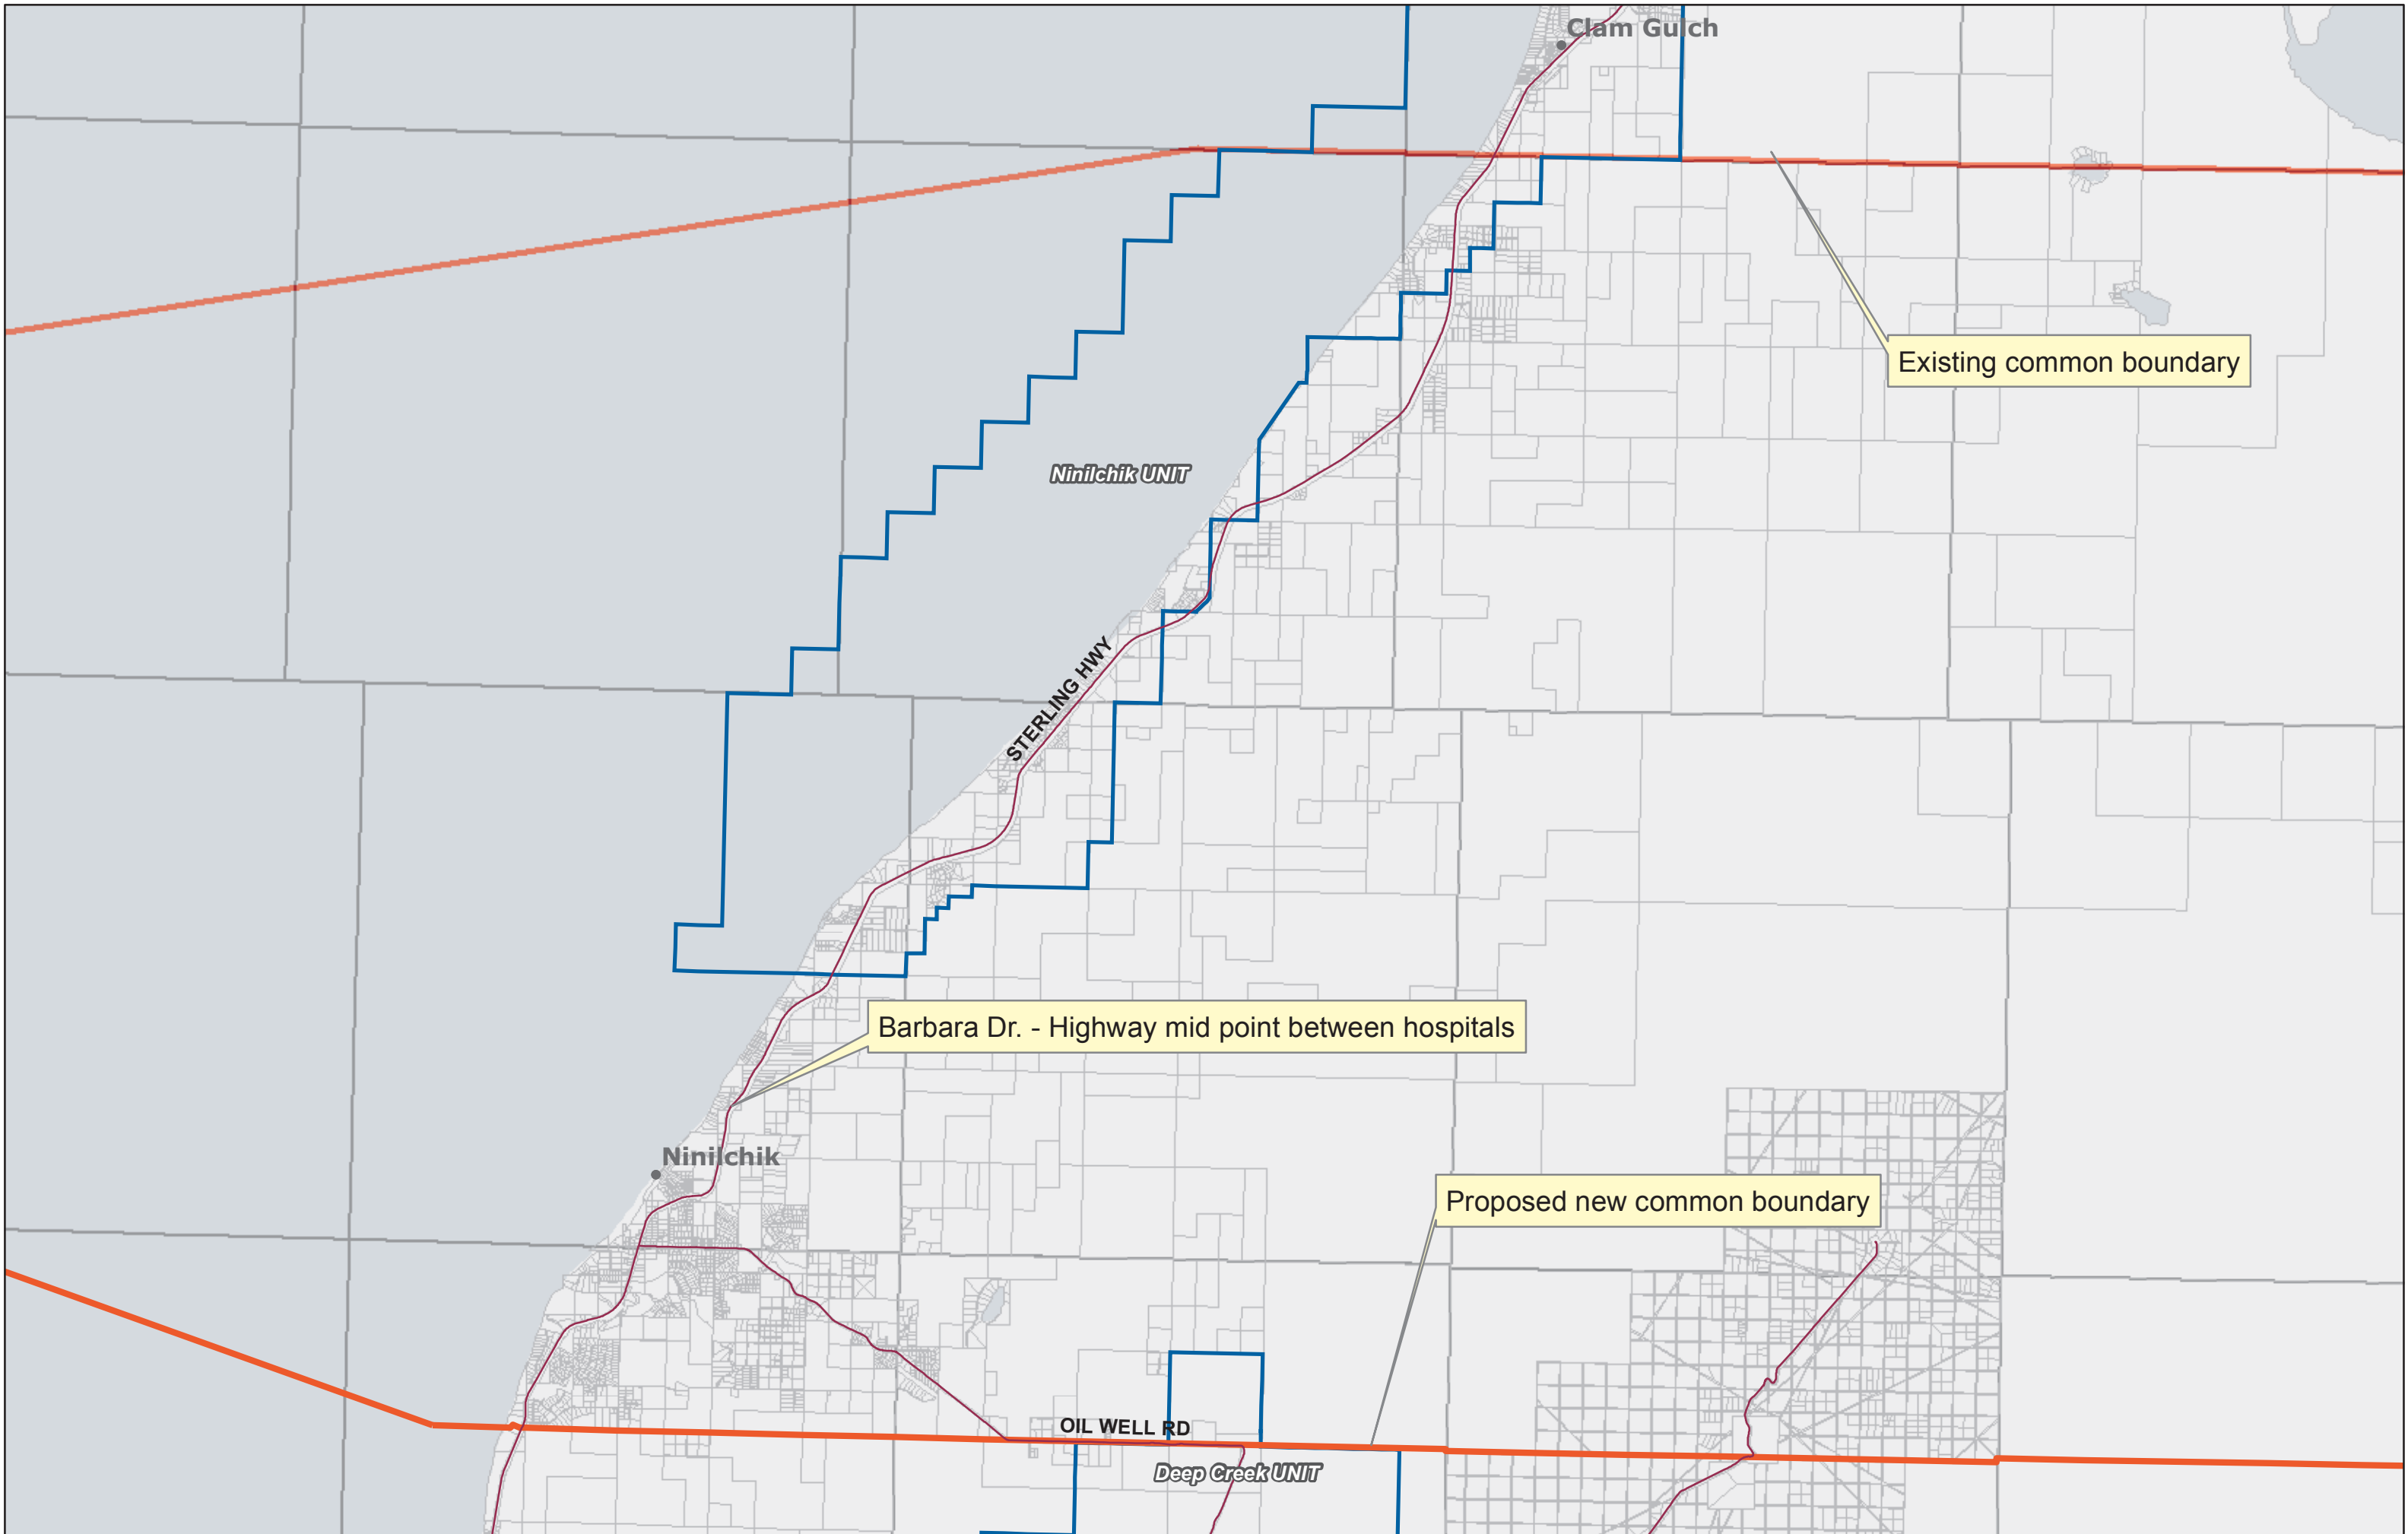 Clam Gulch
Existing common boundary
Ninilchik UNIT
STERLING HWY
Barbara Dr. - Highway mid point between hospitals
Ninilchik
Proposed new common boundary
OIL WELL RD
Deep Creek UNIT